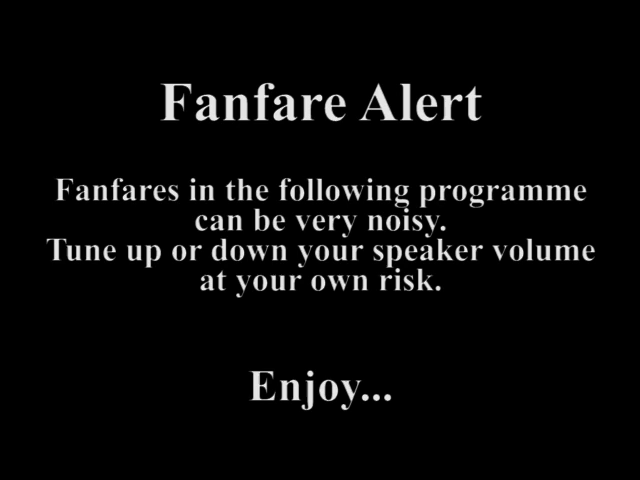 Fanfare Alert
Fanfares in the following programme
can be very noisy.
Tune up or down your speaker volume
at your own risk.
Enjoy...